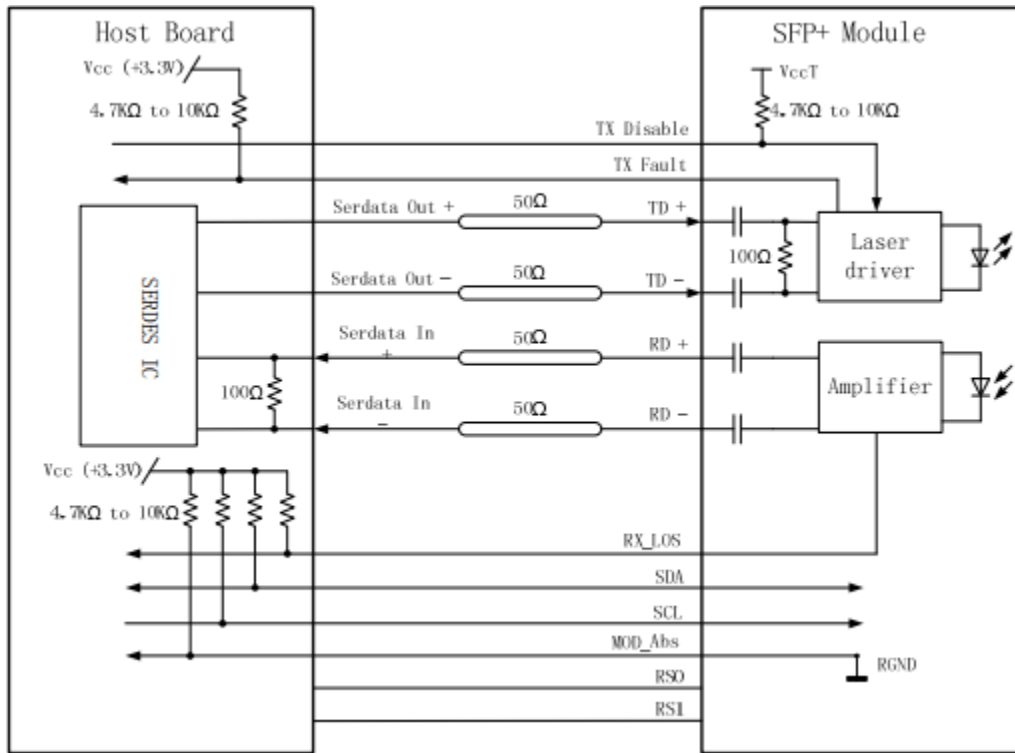 Host Board
SFP+ Module
Vcc (+3.3V)
VccT
4.7KΩ to 10KΩ
4.7KΩ to 10KΩ
TX Disable
TX Fault
Serdata Out +
50Ω
TD +
100Ω
Laser
driver
Serdata Out -
50Ω
TD -
SERDES IC
Serdata In
+
50Ω
RD +
100Ω
Amplifier
Serdata In
-
50Ω
RD -
Vcc (+3.3V)
4.7KΩ to 10KΩ
RX_LOS
SDA
SCL
MOD_Abs
RGND
RS0
RS1